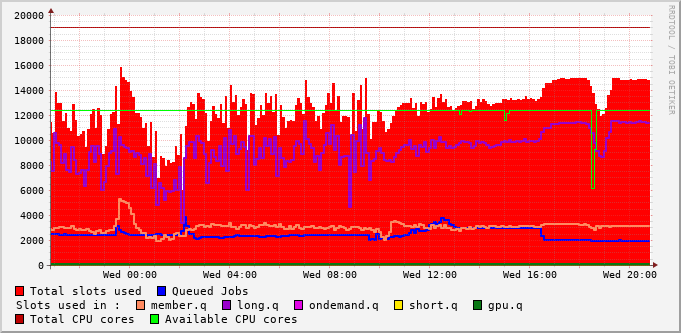 20000
18000
16000
14000
12000
10000
8000
6000
4000
2000
0
Wed 00:00 Wed 04:00 Wed 08:00 Wed 12:00 Wed 16:00 Wed 20:00
Total slots used Queued Jobs
Slots used in : member.q long.q ondemand.q short.q gpu.q
Total CPU cores Available CPU cores
RRDTOOL / TOBI OETIKER